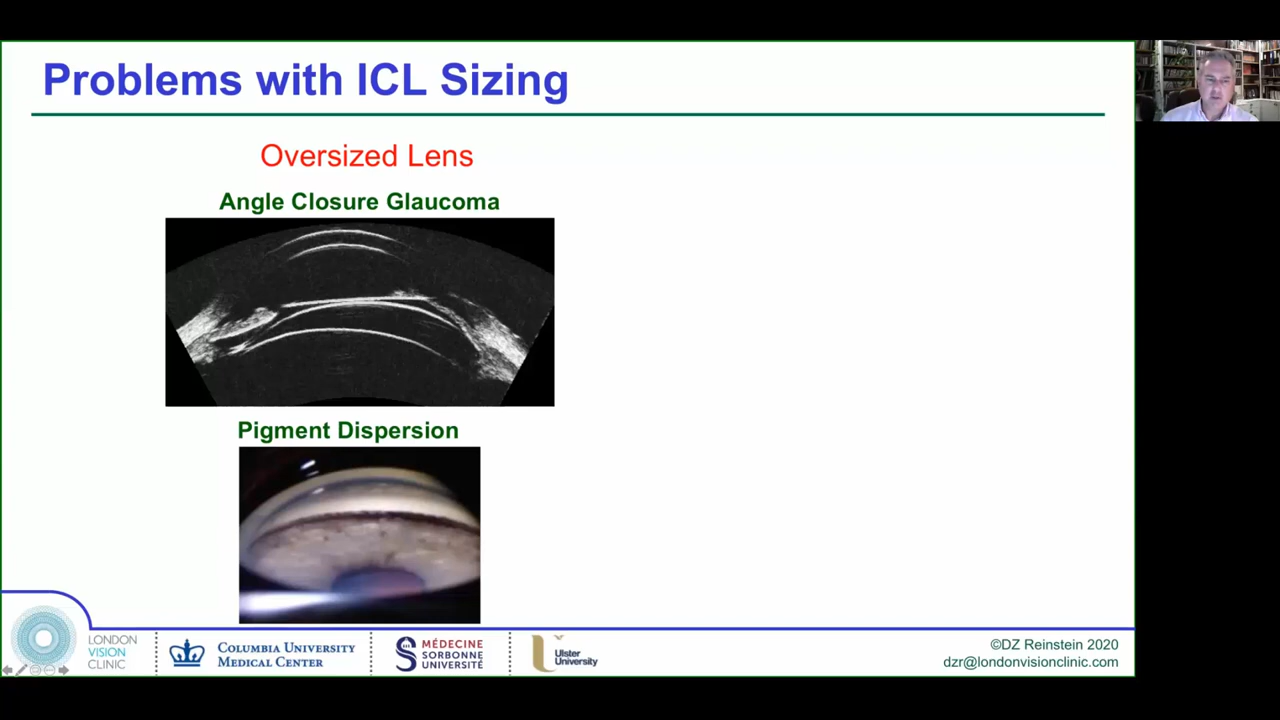 Problems with ICL Sizing
Oversized Lens
Angle Closure Glaucoma
Pigment Dispersion
LONDON
VISION
CLINIC
COLUMBIA UNIVERSITY
MEDICAL CENTER
MÉDECINE
SORBONNE
UNIVERSITÉ
Ulster
University
©DZ Reinstein 2020
dzr@londonvisionclinic.com